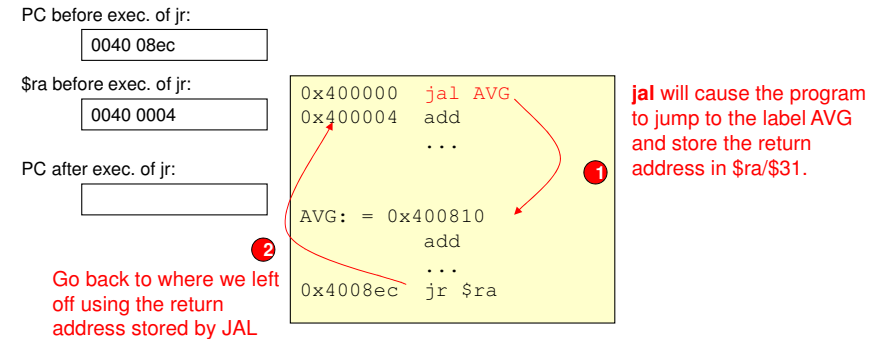 PC before exec. of jr:
0040 08ec
$ra before exec. of jr:
0040 0004
PC after exec. of jr:
0x400000 jal AVG
0x400004 add
...
AVG: = 0x400810
add
...
0x4008ec jr $ra
jal will cause the program
to jump to the label AVG
and store the return
address in $ra/$31.
1
2
Go back to where we left
off using the return
address stored by JAL